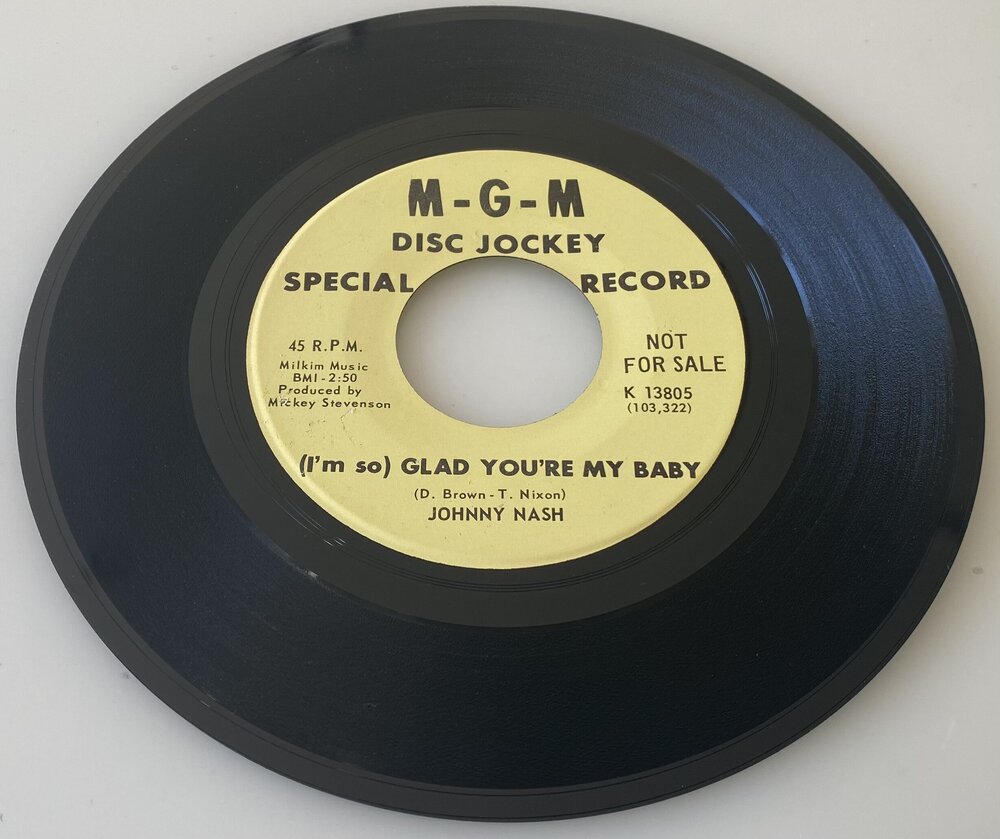 M-G-M
DISC JOCKEY
SPECIAL RECORD
45 R.P.M.
Milkim Music
BMI - 2:50
Produced by
Mickey Stevenson
NOT
FOR SALE
K 13805
(103,322)
(I'm so) GLAD YOU'RE MY BABY
(D. Brown - T. Nixon)
JOHNNY NASH